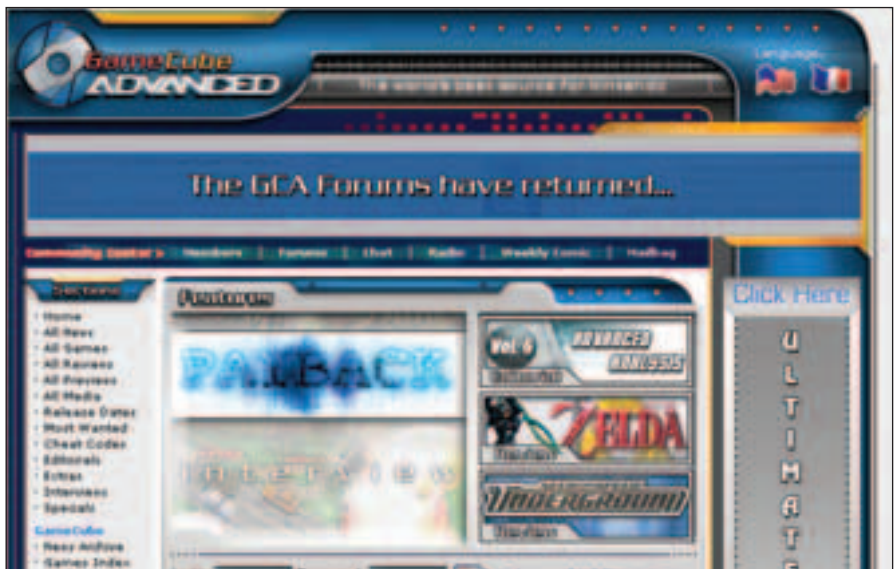 GameCube
ADVANCED
Language
The GCA Forums have returned...
Community Center > Members | Forums | Chat | Radio | Weekly Comic | Mailbag
Sections
Home
All News
All Games
All Reviews
All Previews
All Media
Release Dates
Most Wanted
Cheat Codes
Editorials
Extras
Interviews
Specials
GameCube
News Archive
Games Index
Features
PAYBACK
interview
Vol. 6
ADVANCED
ANALYSIS
ZELDA
UNDERGROUND
Click Here
ULTIMATE